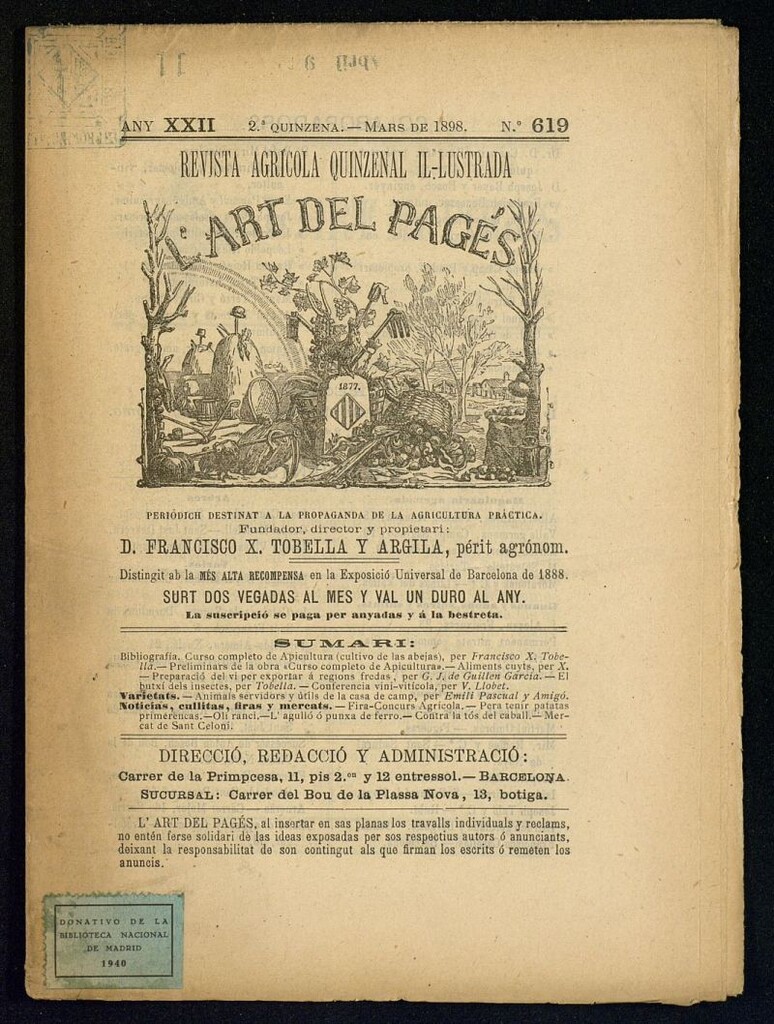 ANY XXII 2.ª QUINZENA.—MARS DE 1898. N.º 619
REVISTA AGRÍCOLA QUINZENAL IL-LUSTRADA
L'ART DEL PAGÉS
1877.
PERIÓDICH DESTINAT A LA PROPAGANDA DE LA AGRICULTURA PRÁCTICA.
Fundador, director y propietari:
D. FRANCISCO X. TOBELLA Y ARGILA, périt agrónom.
Distingit ab la MÉS ALTA RECOMPENSA en la Exposició Universal de Barcelona de 1888.
SURT DOS VEGADAS AL MES Y VAL UN DURO AL ANY.
La suscripció se paga per anyadas y á la bestreta.
SUMARI:
Bibliografia. Curso completo de Apicultura (cultivo de las abejas), per Francisco X. Tobe-
lla.—Preliminars de la obra «Curso completo de Apicultura».—Aliments cuyts, per X.
—Preparació del vi per exportar á regions fredas, per G. J. de Guillen García.—El
butxí dels insectes, per Tobella.—Conferencia vini-vitícola, per V. Llobet.
Varietats.—Animals servidors y útils de la casa de camp, per Emili Pascual y Amigó.
Noticias, cullitas, firas y mercats.—Fira-Concurs Agrícola.—Pera tenir patatas
primerencas.—Oli ranci.—L' agulló ó punxa de ferro.—Contra la tós del caball.—Mer-
cat de Sant Celoni.
DIRECCIÓ, REDACCIÓ Y ADMINISTRACIÓ:
Carrer de la Primpcesa, 11, pis 2.on y 12 entressol.—BARCELONA.
SUCURSAL: Carrer del Bou de la Plassa Nova, 13, botiga.
L' ART DEL PAGÉS, al insertar en sas planas los travalls individuals y reclams,
no entén ferse solidari de las ideas exposadas per sos respectius autors ó anunciants,
deixant la responsabilitat de son contingut als que firman los escrits ó remeten los
anuncis.
DONATIVO DE LA
BIBLIOTECA NACIONAL
DE MADRID
1940